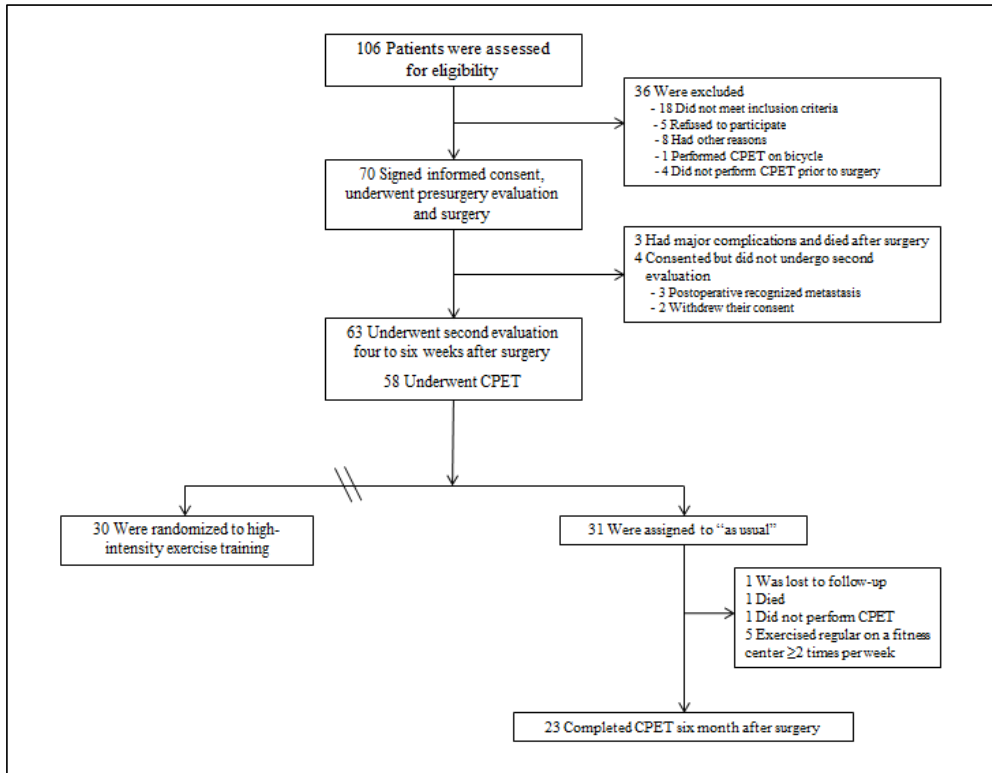 106 Patients were assessed
for eligibility
36 Were excluded
- 18 Did not meet inclusion criteria
- 5 Refused to participate
- 8 Had other reasons
- 1 Performed CPET on bicycle
- 4 Did not perform CPET prior to surgery
70 Signed informed consent,
underwent presurgery evaluation
and surgery
3 Had major complications and died after surgery
4 Consented but did not undergo second
evaluation
- 3 Postoperative recognized metastasis
- 2 Withdrew their consent
63 Underwent second evaluation
four to six weeks after surgery
58 Underwent CPET
30 Were randomized to high-
intensity exercise training
31 Were assigned to “as usual”
1 Was lost to follow-up
1 Died
1 Did not perform CPET
5 Exercised regular on a fitness
center ≥2 times per week
23 Completed CPET six month after surgery